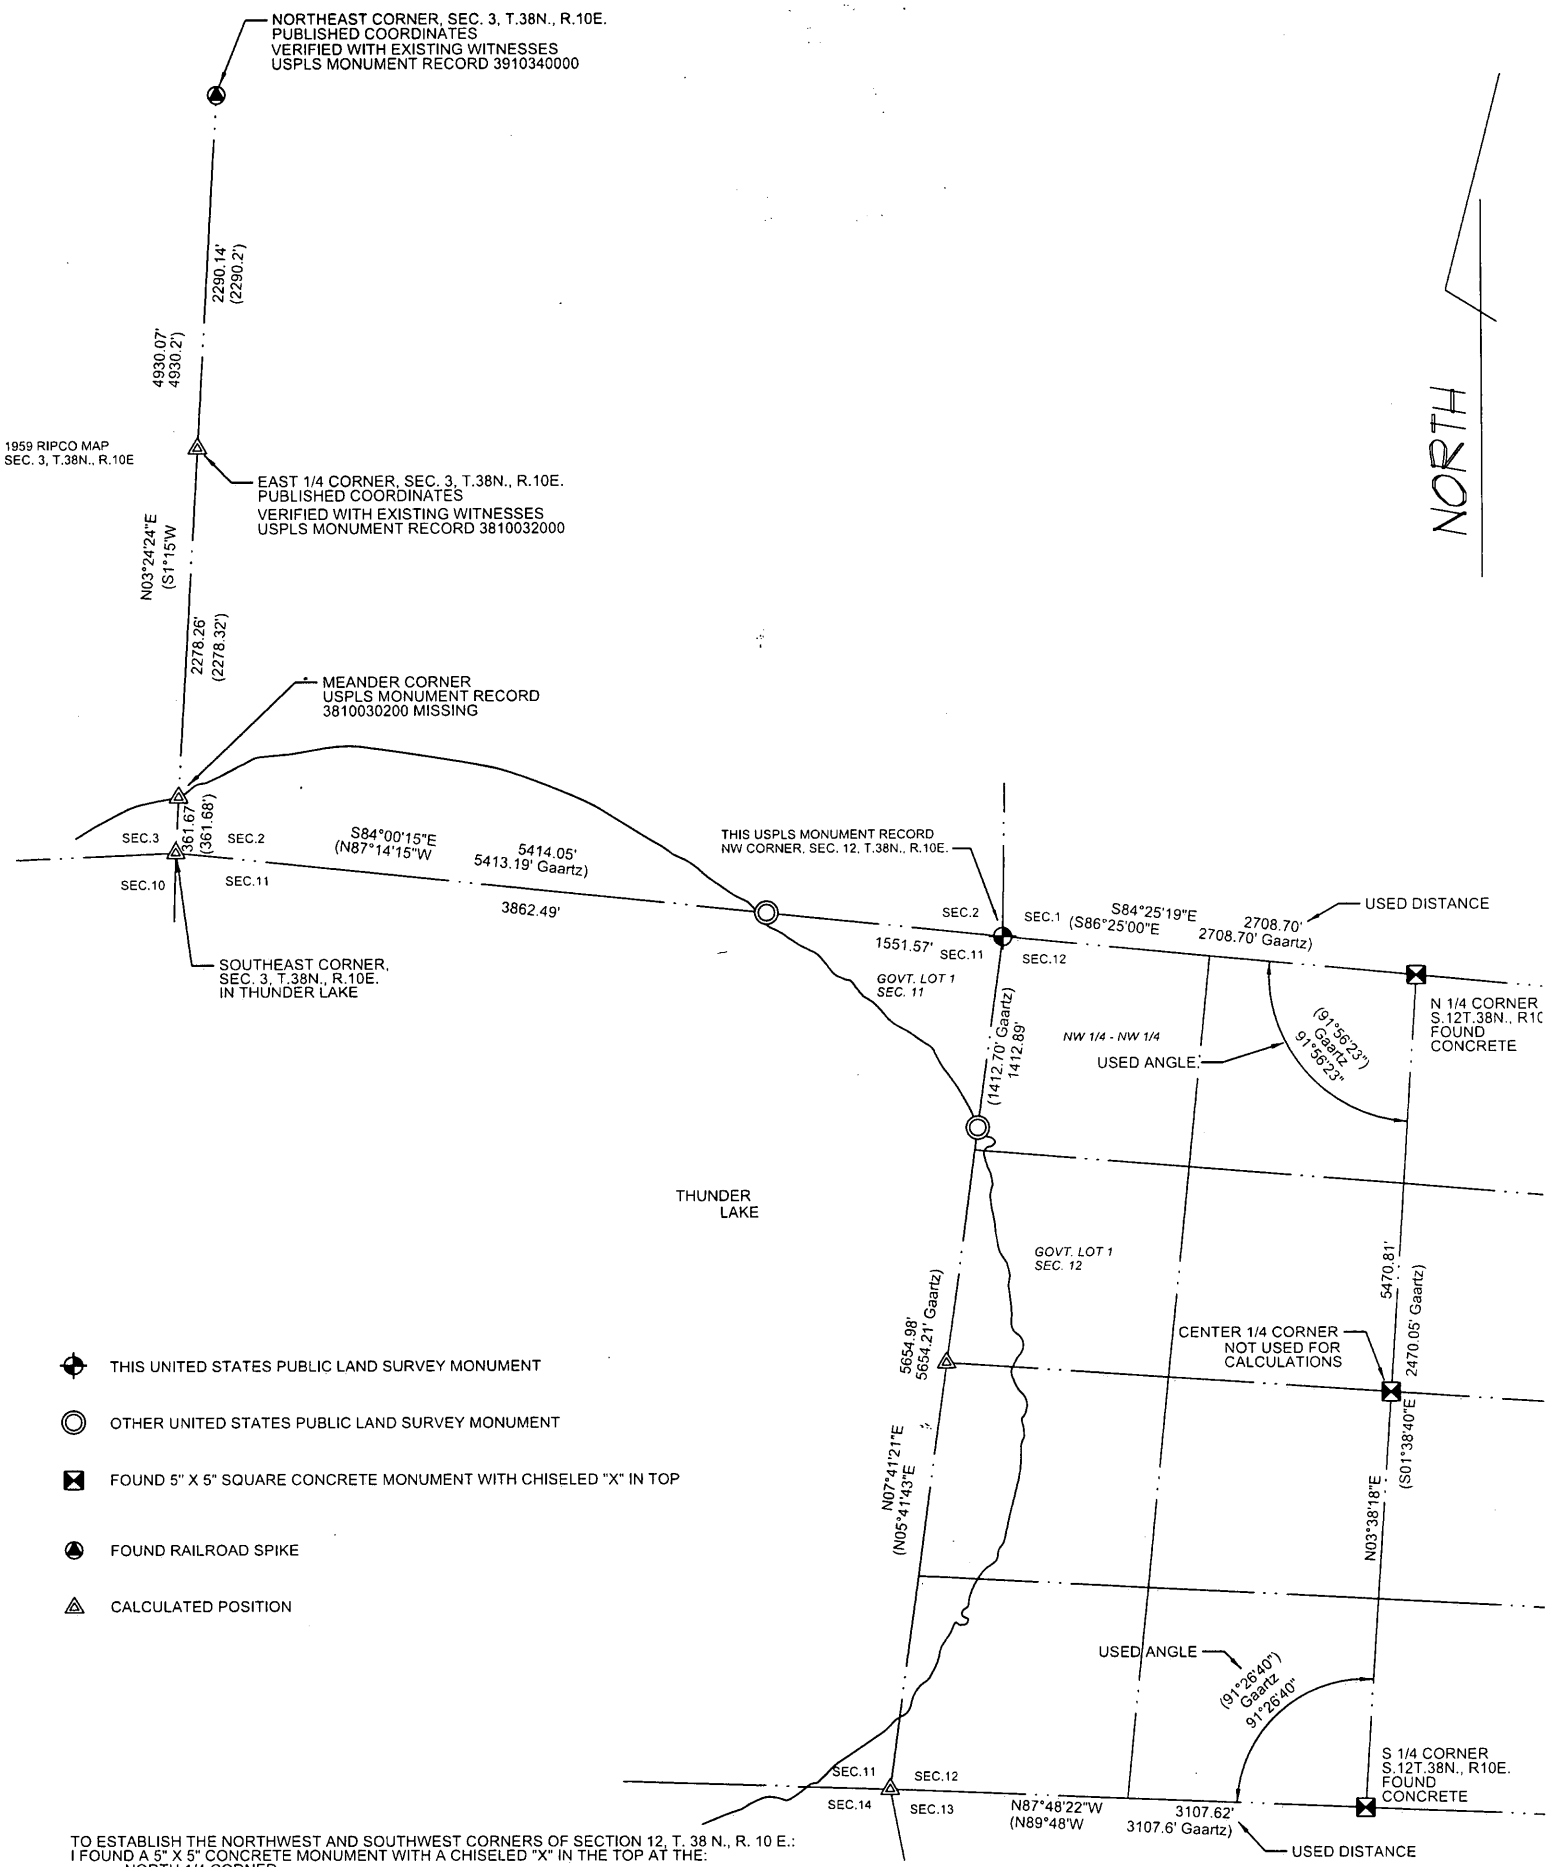 NORTHEAST CORNER, SEC. 3, T.38N., R.10E.
PUBLISHED COORDINATES
VERIFIED WITH EXISTING WITNESSES
USPLS MONUMENT RECORD 3910340000
2290.14'
(2290.2')
4930.07'
4930.2')
NORTH
1959 RIPCO MAP
SEC. 3, T.38N., R.10E
EAST 1/4 CORNER, SEC. 3, T.38N., R.10E.
PUBLISHED COORDINATES
VERIFIED WITH EXISTING WITNESSES
USPLS MONUMENT RECORD 3810032000
N03°24'24"E
(S1°15'W
2278.26'
(2278.32')
MEANDER CORNER
USPLS MONUMENT RECORD
3810030200 MISSING
361.67'
(361.68')
SEC.3
SEC.2
SEC.10
SEC.11
S84°00'15"E
(N87°14'15"W
5414.05'
5413.19' Gaartz)
3862.49'
THIS USPLS MONUMENT RECORD
NW CORNER, SEC. 12, T.38N., R.10E.
SEC.2
SEC.1
SEC.11
SEC.12
1551.57'
S84°25'19"E
(S86°25'00"E
2708.70'
2708.70' Gaartz)
USED DISTANCE
SOUTHEAST CORNER,
SEC. 3, T.38N., R.10E.
IN THUNDER LAKE
GOVT. LOT 1
SEC. 11
(1412.70' Gaartz)
1412.89'
NW 1/4 - NW 1/4
USED ANGLE
(91°56'23")
Gaartz
91°56'23"
N 1/4 CORNER
S.12T.38N., R10
FOUND
CONCRETE
THUNDER
LAKE
GOVT. LOT 1
SEC. 12
5654.98'
5654.21' Gaartz)
5470.81'
2470.05' Gaartz)
CENTER 1/4 CORNER
NOT USED FOR
CALCULATIONS
N07°41'21"E
(N05°41'43"E
N03°38'18"E
(S01°38'40"E
THIS UNITED STATES PUBLIC LAND SURVEY MONUMENT
OTHER UNITED STATES PUBLIC LAND SURVEY MONUMENT
FOUND 5" X 5" SQUARE CONCRETE MONUMENT WITH CHISELED "X" IN TOP
FOUND RAILROAD SPIKE
CALCULATED POSITION
USED ANGLE
(91°26'40")
Gaartz
91°26'40"
S 1/4 CORNER
S.12T.38N., R10E.
FOUND
CONCRETE
SEC.11
SEC.12
SEC.14
SEC.13
N87°48'22"W
(N89°48'W
3107.62'
3107.6' Gaartz)
USED DISTANCE
TO ESTABLISH THE NORTHWEST AND SOUTHWEST CORNERS OF SECTION 12, T. 38 N., R. 10 E.:
I FOUND A 5" X 5" CONCRETE MONUMENT WITH A CHISELED "X" IN THE TOP AT THE:
NORTH 1/4 CORNER